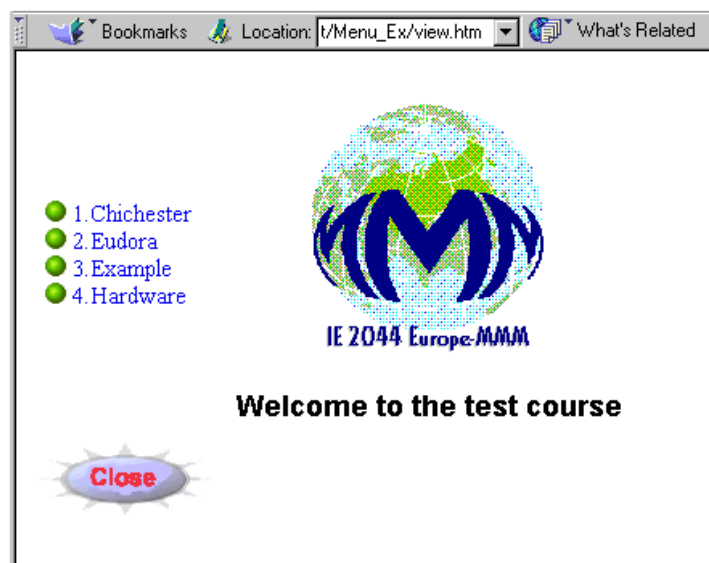 Bookmarks Location: t/Menu_Ex/view.htm What's Related
1.Chichester
2.Eudora
3.Example
4.Hardware
MMM
IE 2044 Europe-MMM
Welcome to the test course
Close